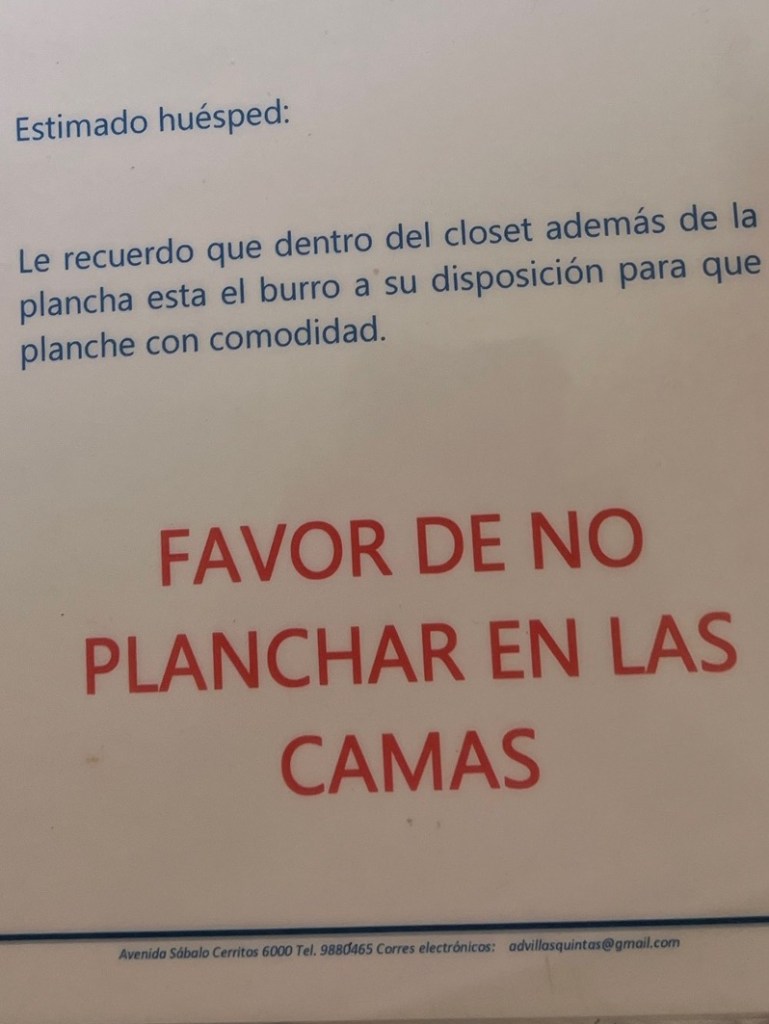 Estimado huésped:
Le recuerdo que dentro del closet además de la
plancha esta el burro a su disposición para que
planche con comodidad.
FAVOR DE NO
PLANCHAR EN LAS
CAMAS
Avenida Sábalo Cerritos 6000 Tel. 9880465 Corres electrónicos: advillasquintas@gmail.com